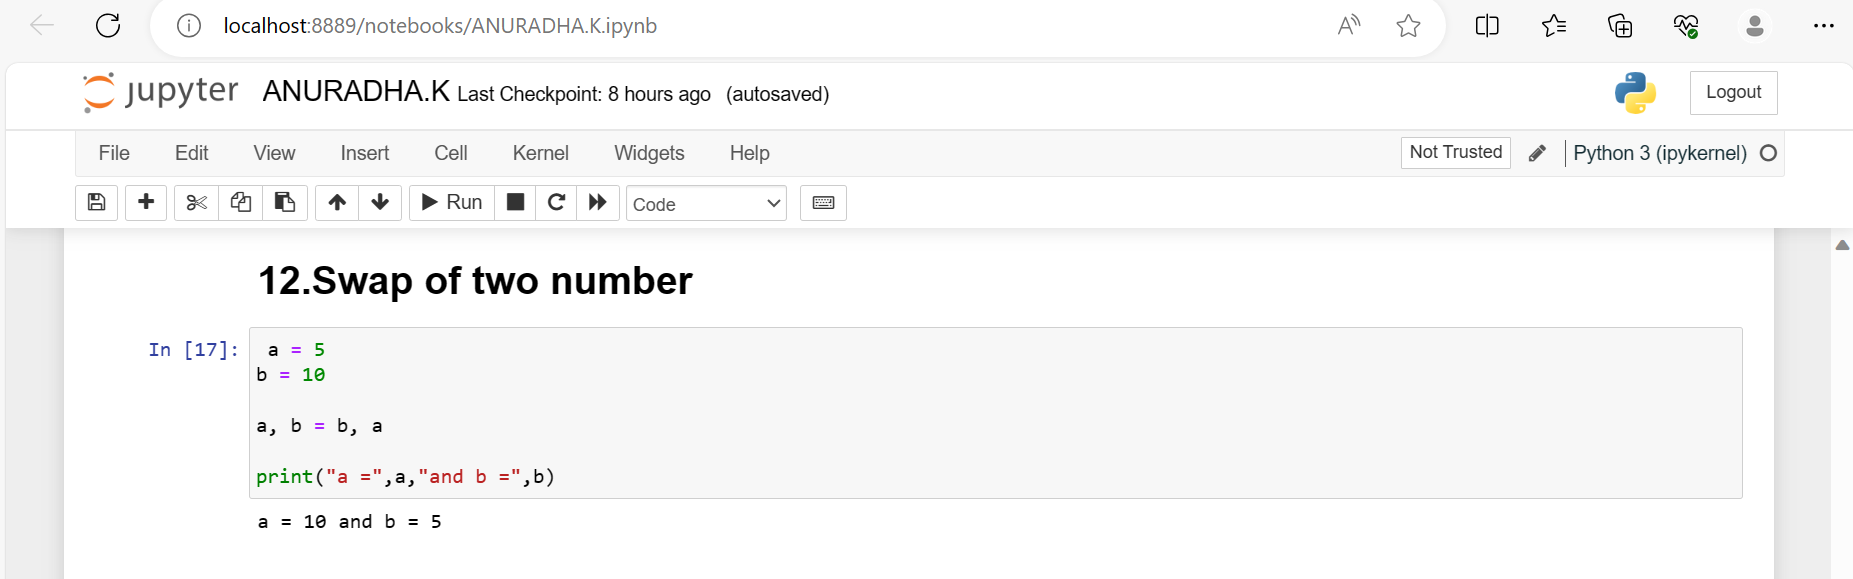 localhost:8889/notebooks/ANURADHA.K.ipynb
jupyter ANURADHA.K Last Checkpoint: 8 hours ago (autosaved)
Logout
File Edit View Insert Cell Kernel Widgets Help
Not Trusted Python 3 (ipykernel)
Run Code
12.Swap of two number
In [17]: a = 5
b = 10
a, b = b, a
print("a =",a,"and b =",b)
a = 10 and b = 5